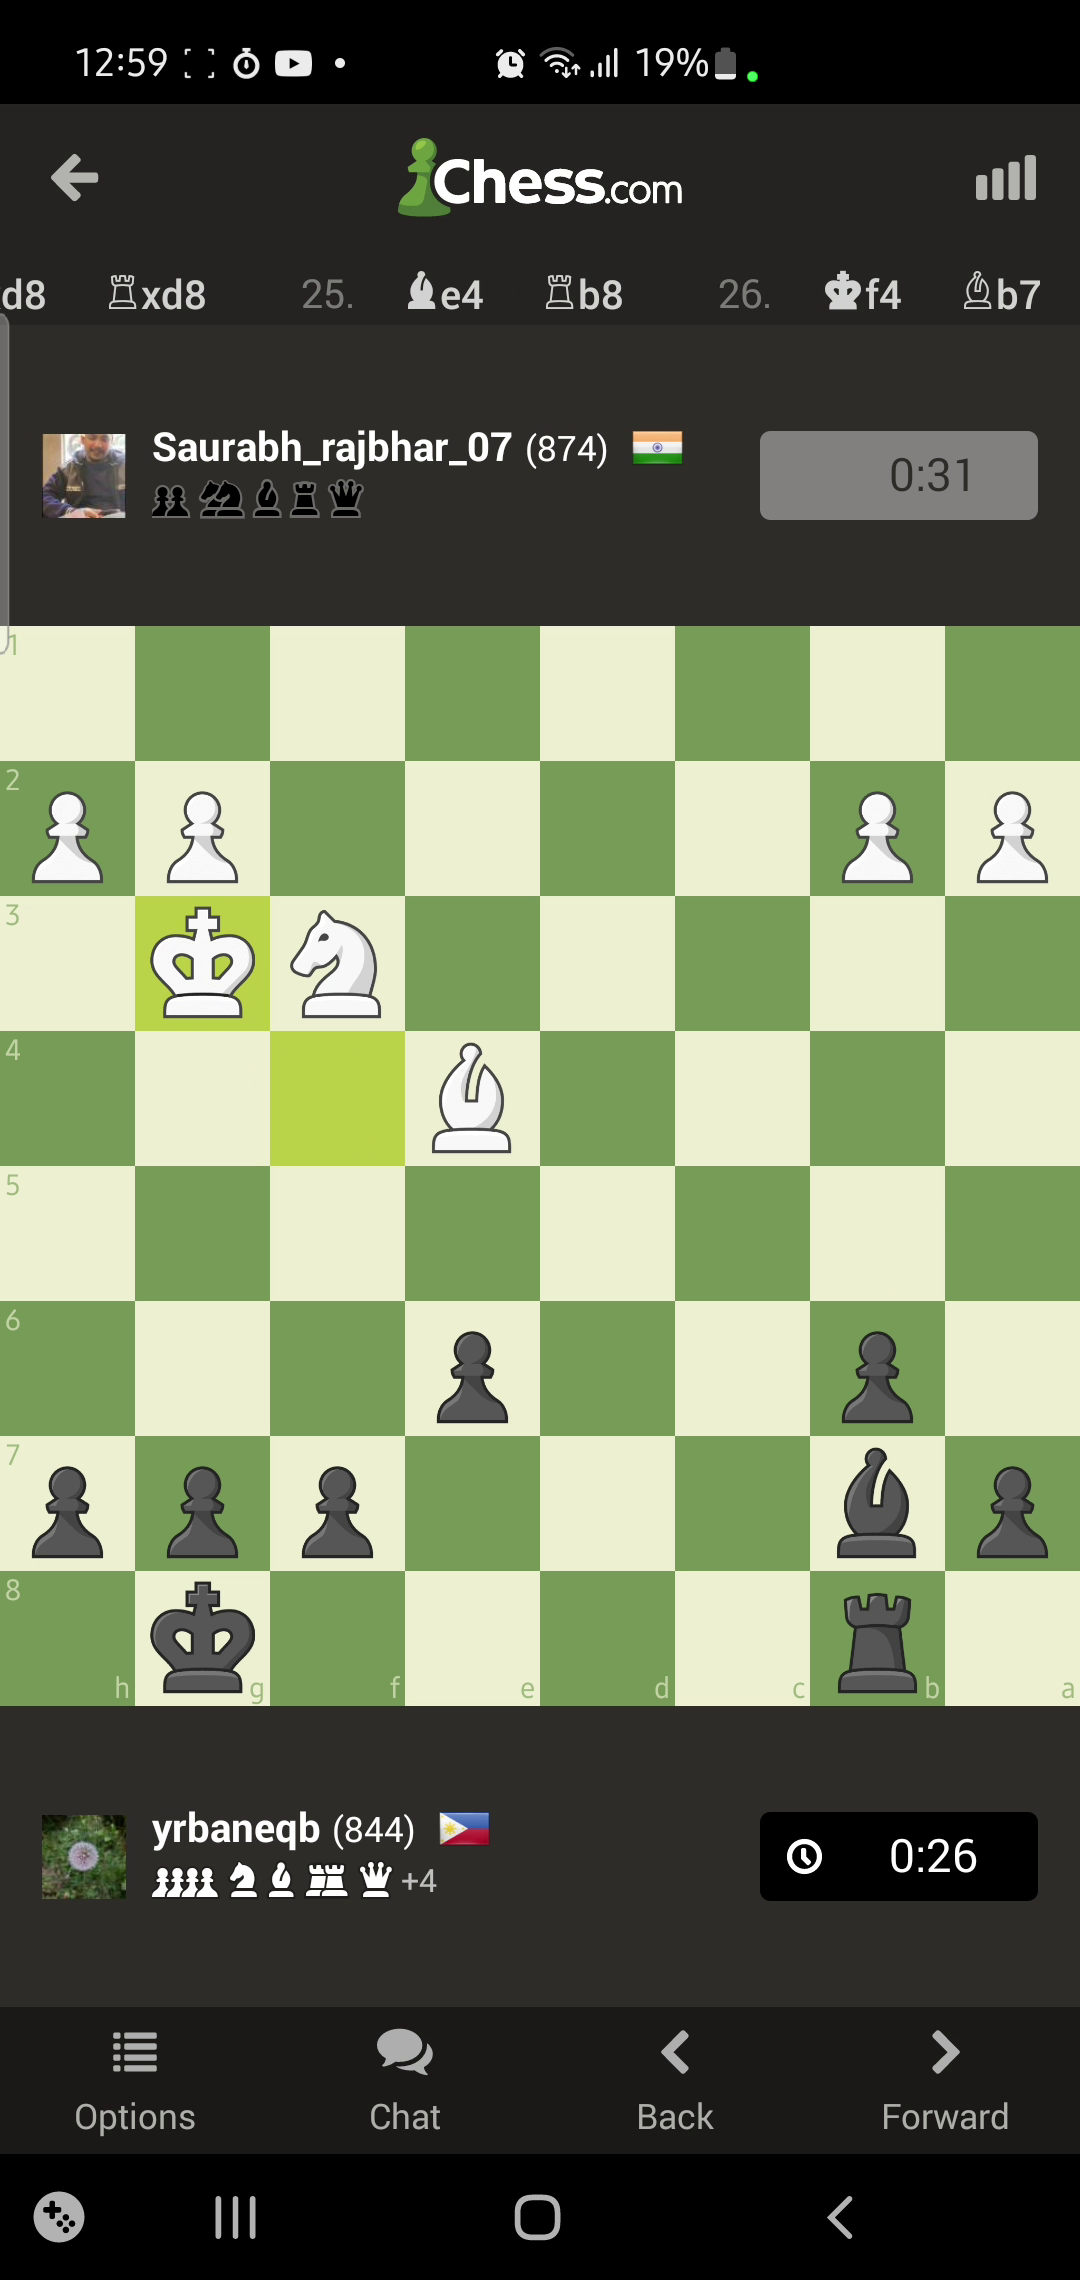 12:59 19%
Chess.com
d8 xd8 25. e4 b8 26. f4 b7
Saurabh_rajbhar_07 (874)
0:31
1
2
3
4
5
6
7
8
h g f e d c b a
yrbaneqb (844)
+4
0:26
Options Chat Back Forward